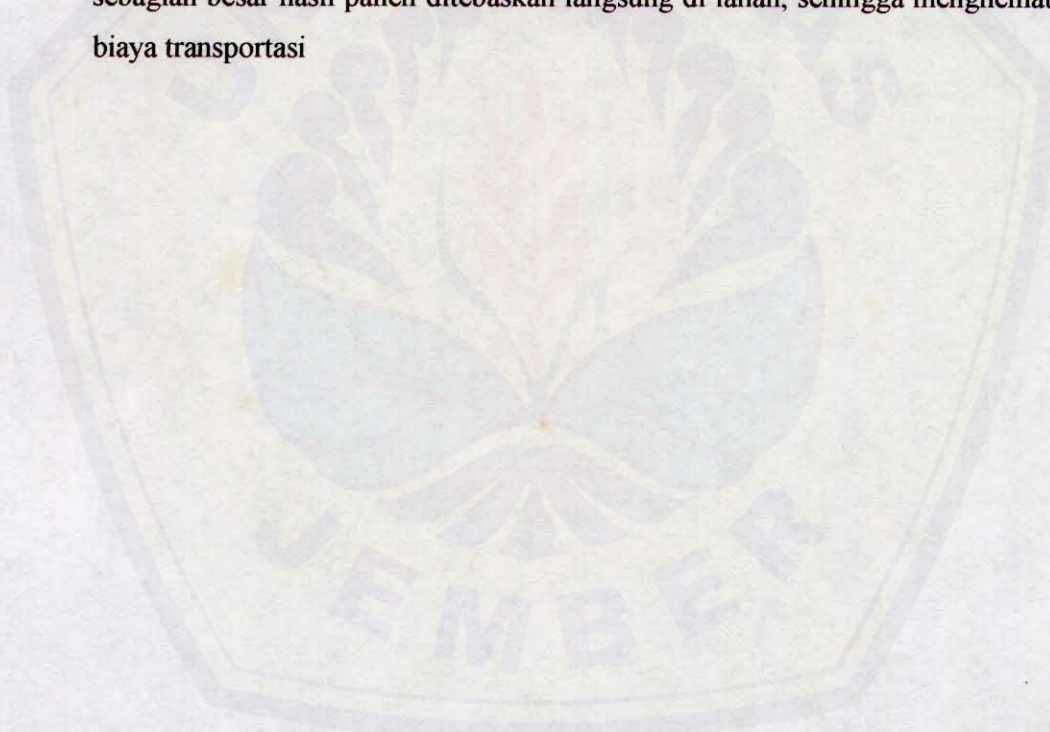 sebagian besar hasil panen ditebaskan langsung di lahan, sehingga menghemat
biaya transportasi
JEMBER